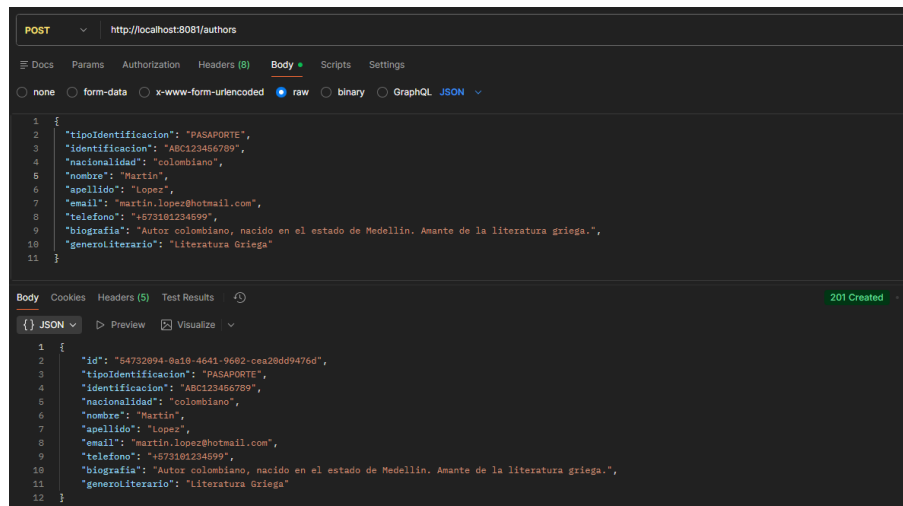 POST http://localhost:8081/authors
Docs Params Authorization Headers (8) Body Scripts Settings
none form-data x-www-form-urlencoded raw binary GraphQL JSON
1 {
2 "tipoIdentificacion": "PASAPORTE",
3 "identificacion": "ABC123456789",
4 "nacionalidad": "colombiano",
5 "nombre": "Martin",
6 "apellido": "Lopez",
7 "email": "martin.lopez@hotmail.com",
8 "telefono": "+573101234599",
9 "biografia": "Autor colombiano, nacido en el estado de Medellin. Amante de la literatura griega.",
10 "generoLiterario": "Literatura Griega"
11 }
Body Cookies Headers (5) Test Results 201 Created
{} JSON Preview Visualize
1 {
2 "id": "54732094-0a10-4641-9602-cea20dd9476d",
3 "tipoIdentificacion": "PASAPORTE",
4 "identificacion": "ABC123456789",
5 "nacionalidad": "colombiano",
6 "nombre": "Martin",
7 "apellido": "Lopez",
8 "email": "martin.lopez@hotmail.com",
9 "telefono": "+573101234599",
10 "biografia": "Autor colombiano, nacido en el estado de Medellin. Amante de la literatura griega.",
11 "generoLiterario": "Literatura Griega"
12 }